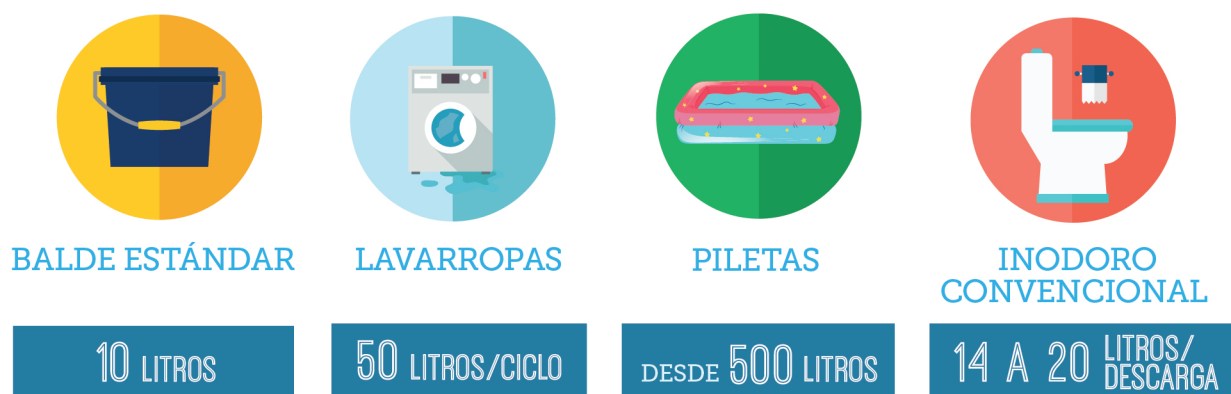 BALDE ESTÁNDAR
10 LITROS
LAVARROPAS
50 LITROS/CICLO
PILETAS
DESDE 500 LITROS
INODORO
CONVENCIONAL
14 A 20 LITROS/
DESCARGA